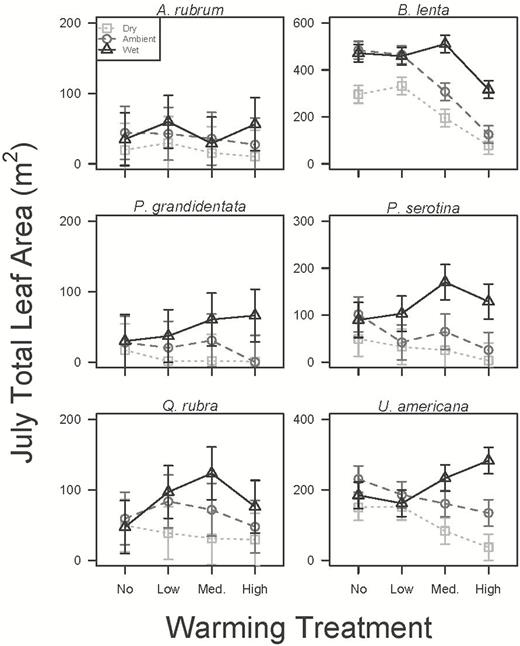 A. rubrum
B. lenta
Dry
Ambient
Wet
200
100
0
600
400
200
0
P. grandidentata
P. serotina
200
100
0
300
200
100
0
Q. rubra
U. americana
200
100
0
400
200
0
No Low Med. High
No Low Med. High
July Total Leaf Area (m2)
Warming Treatment